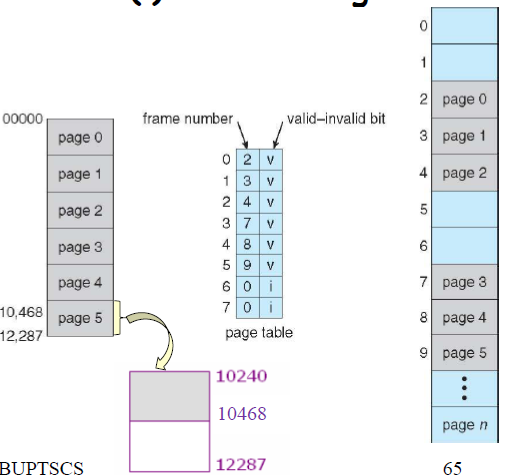 00000
page 0
page 1
page 2
page 3
page 4
10,468
page 5
12,287
frame number
valid–invalid bit
0 2 v
1 3 v
2 4 v
3 7 v
4 8 v
5 9 v
6 0 i
7 0 i
page table
0
1
2 page 0
3 page 1
4 page 2
5
6
7 page 3
8 page 4
9 page 5
page n
10240
10468
12287
BUPTSCS
65